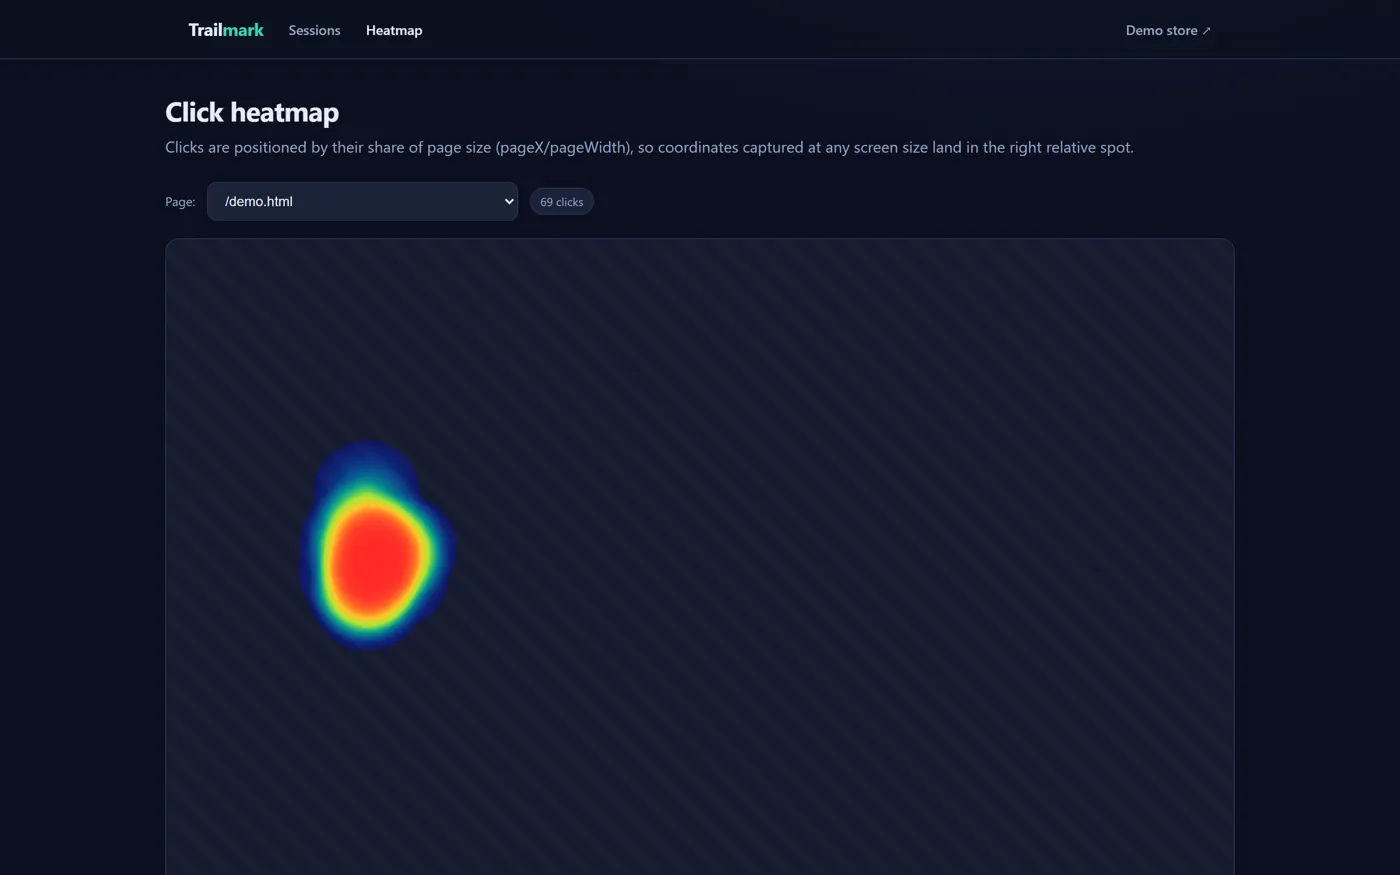 Trailmark Sessions Heatmap Demo store ↗
Click heatmap
Clicks are positioned by their share of page size (pageX/pageWidth), so coordinates captured at any screen size land in the right relative spot.
Page: /demo.html 69 clicks